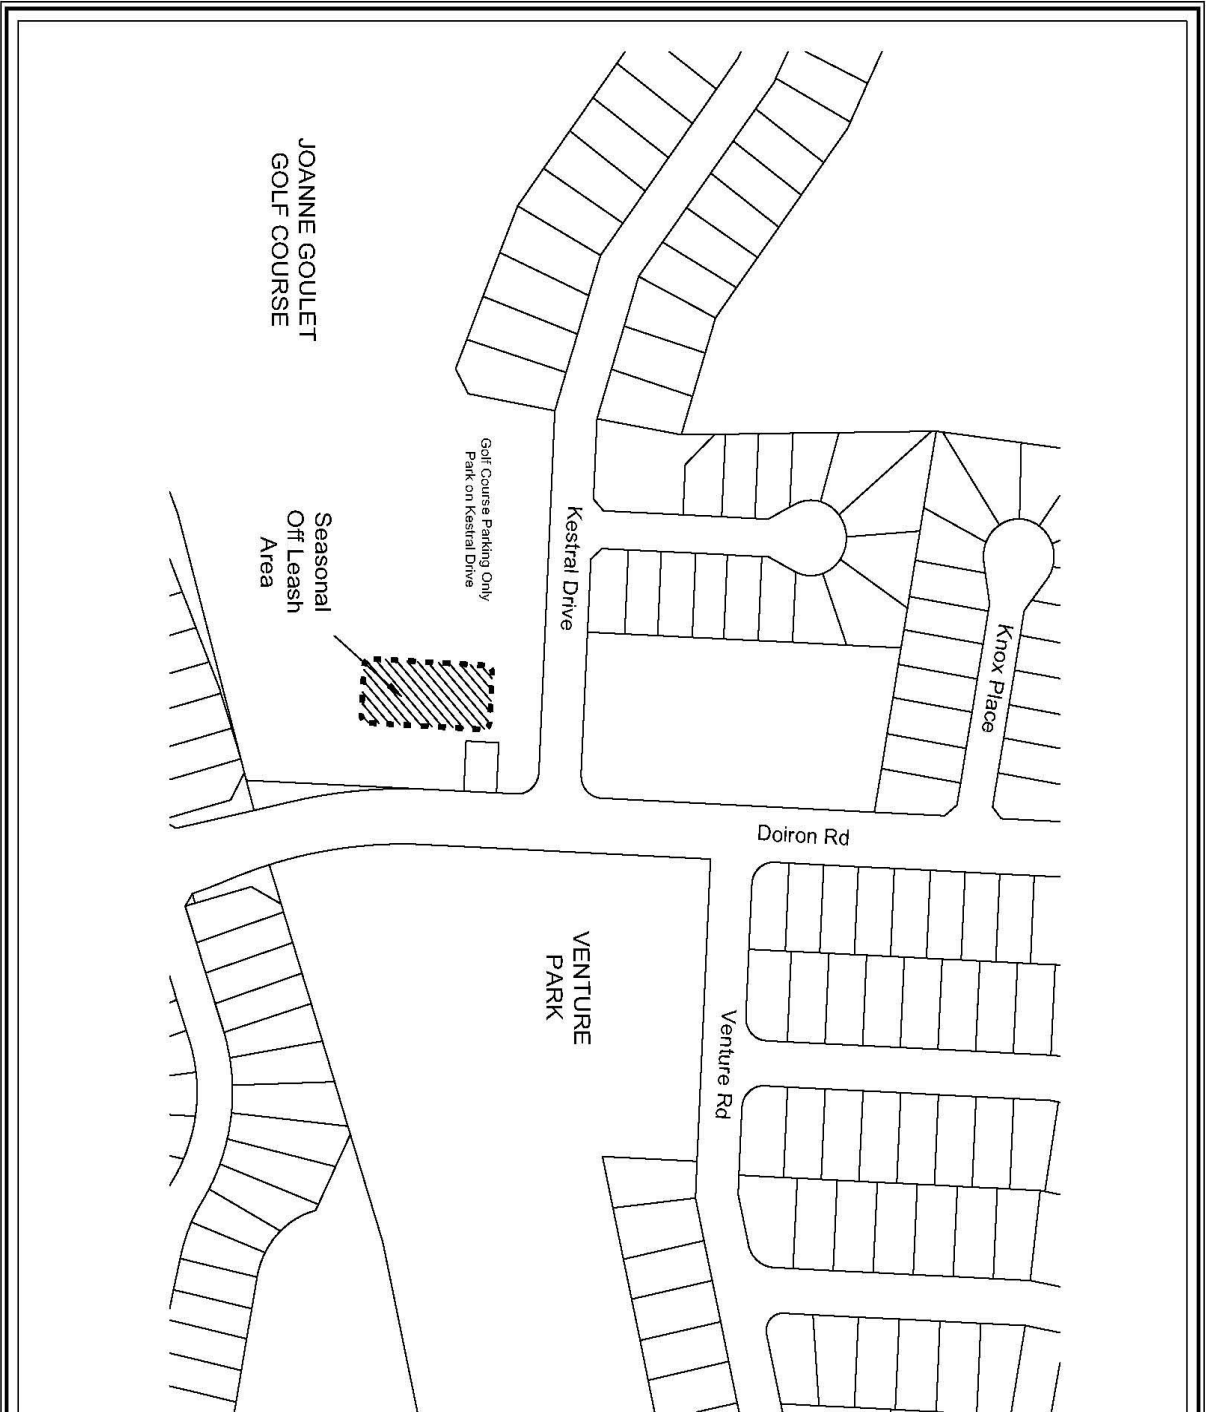 JOANNE GOULET
GOLF COURSE
Golf Course Parking Only
Park on Kestral Drive
Seasonal
Off Leash
Area
Kestral Drive
Knox Place
Doiron Rd
VENTURE
PARK
Venture Rd